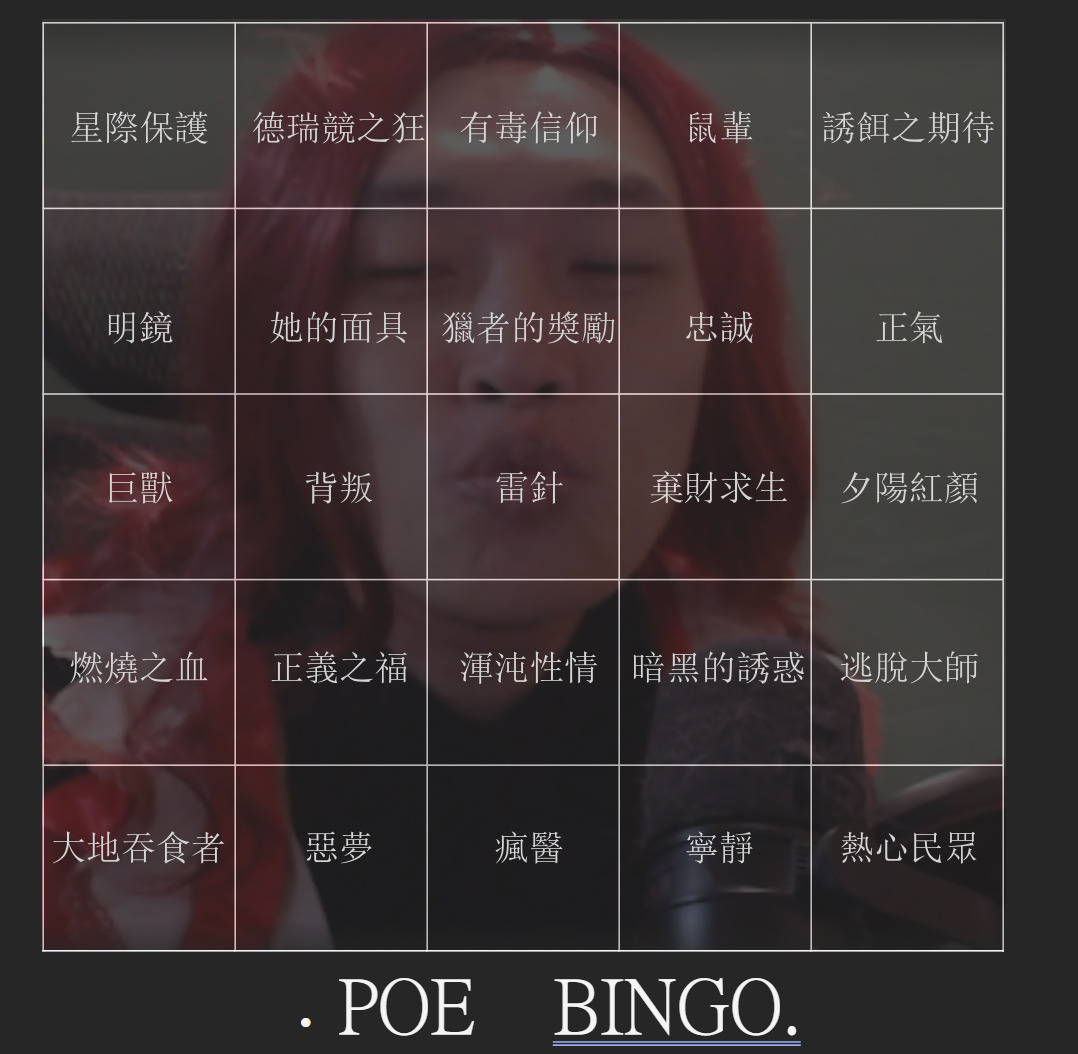 星際保護 德瑞競之狂 有毒信仰 鼠輩 誘餌之期待
明鏡 她的面具 獵者的獎勵 忠誠 正氣
巨獸 背叛 雷針 棄財求生 夕陽紅顏
燃燒之血 正義之福 渾沌性情 暗黑的誘惑 逃脫大師
大地吞食者 惡夢 瘋醫 寧靜 熱心民眾
. POE BINGO.